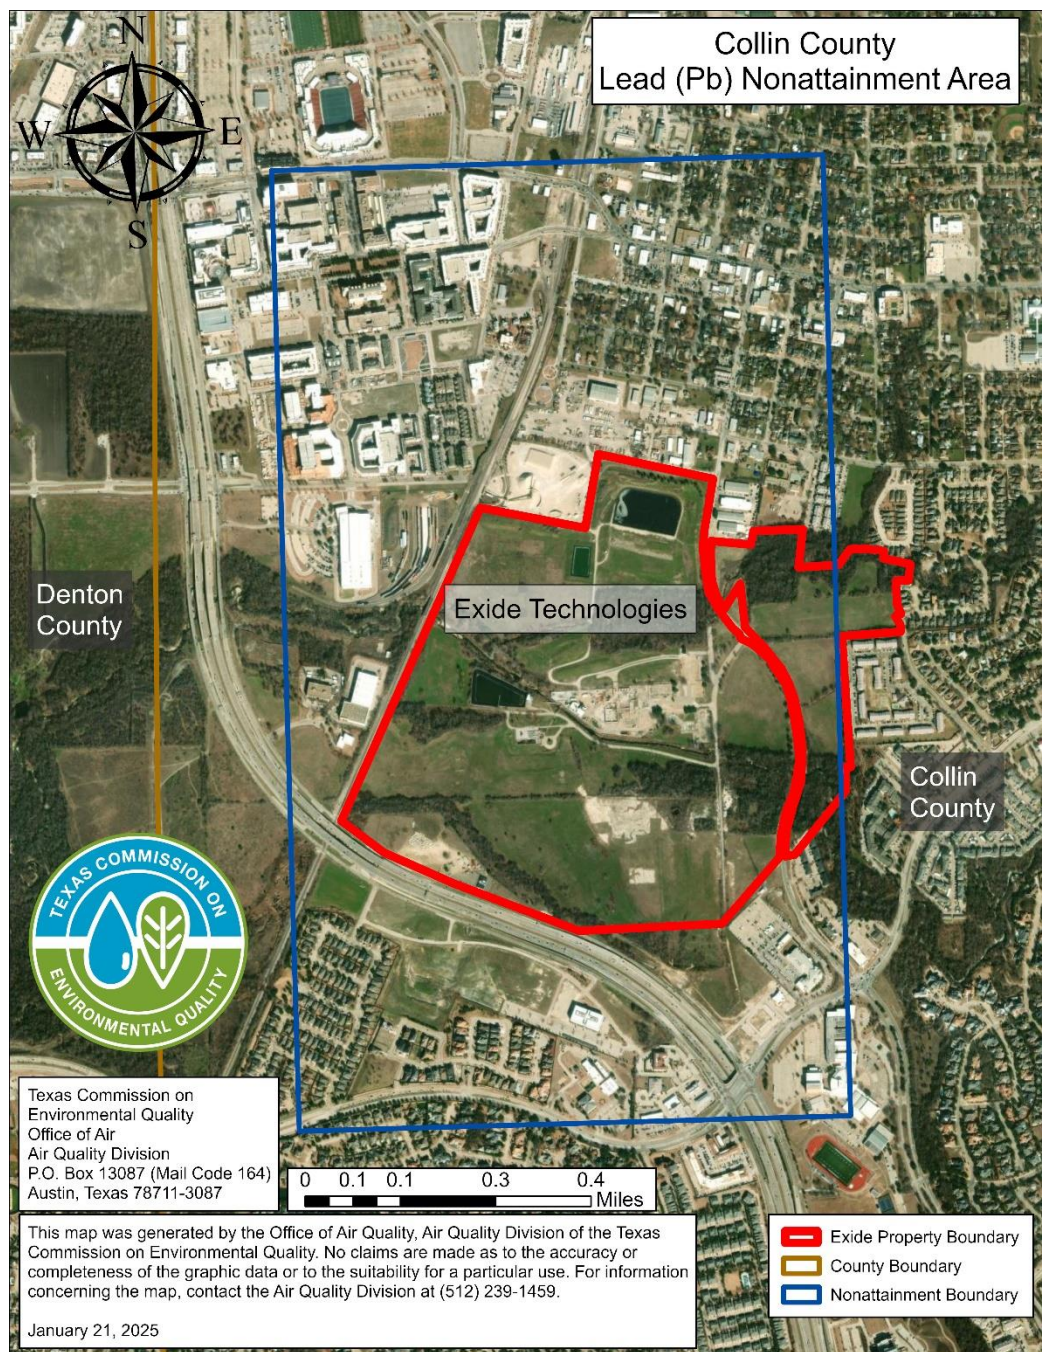 Collin County
Lead (Pb) Nonattainment Area
N
W
E
S
Exide Technologies
Denton
County
Collin
County
TEXAS COMMISSION ON
ENVIRONMENTAL QUALITY
Texas Commission on
Environmental Quality
Office of Air
Air Quality Division
P.O. Box 13087 (Mail Code 164)
Austin, Texas 78711-3087
0 0.1 0.1 0.3 0.4
Miles
This map was generated by the Office of Air Quality, Air Quality Division of the Texas
Commission on Environmental Quality. No claims are made as to the accuracy or
completeness of the graphic data or to the suitability for a particular use. For information
concerning the map, contact the Air Quality Division at (512) 239-1459.
January 21, 2025
Exide Property Boundary
County Boundary
Nonattainment Boundary